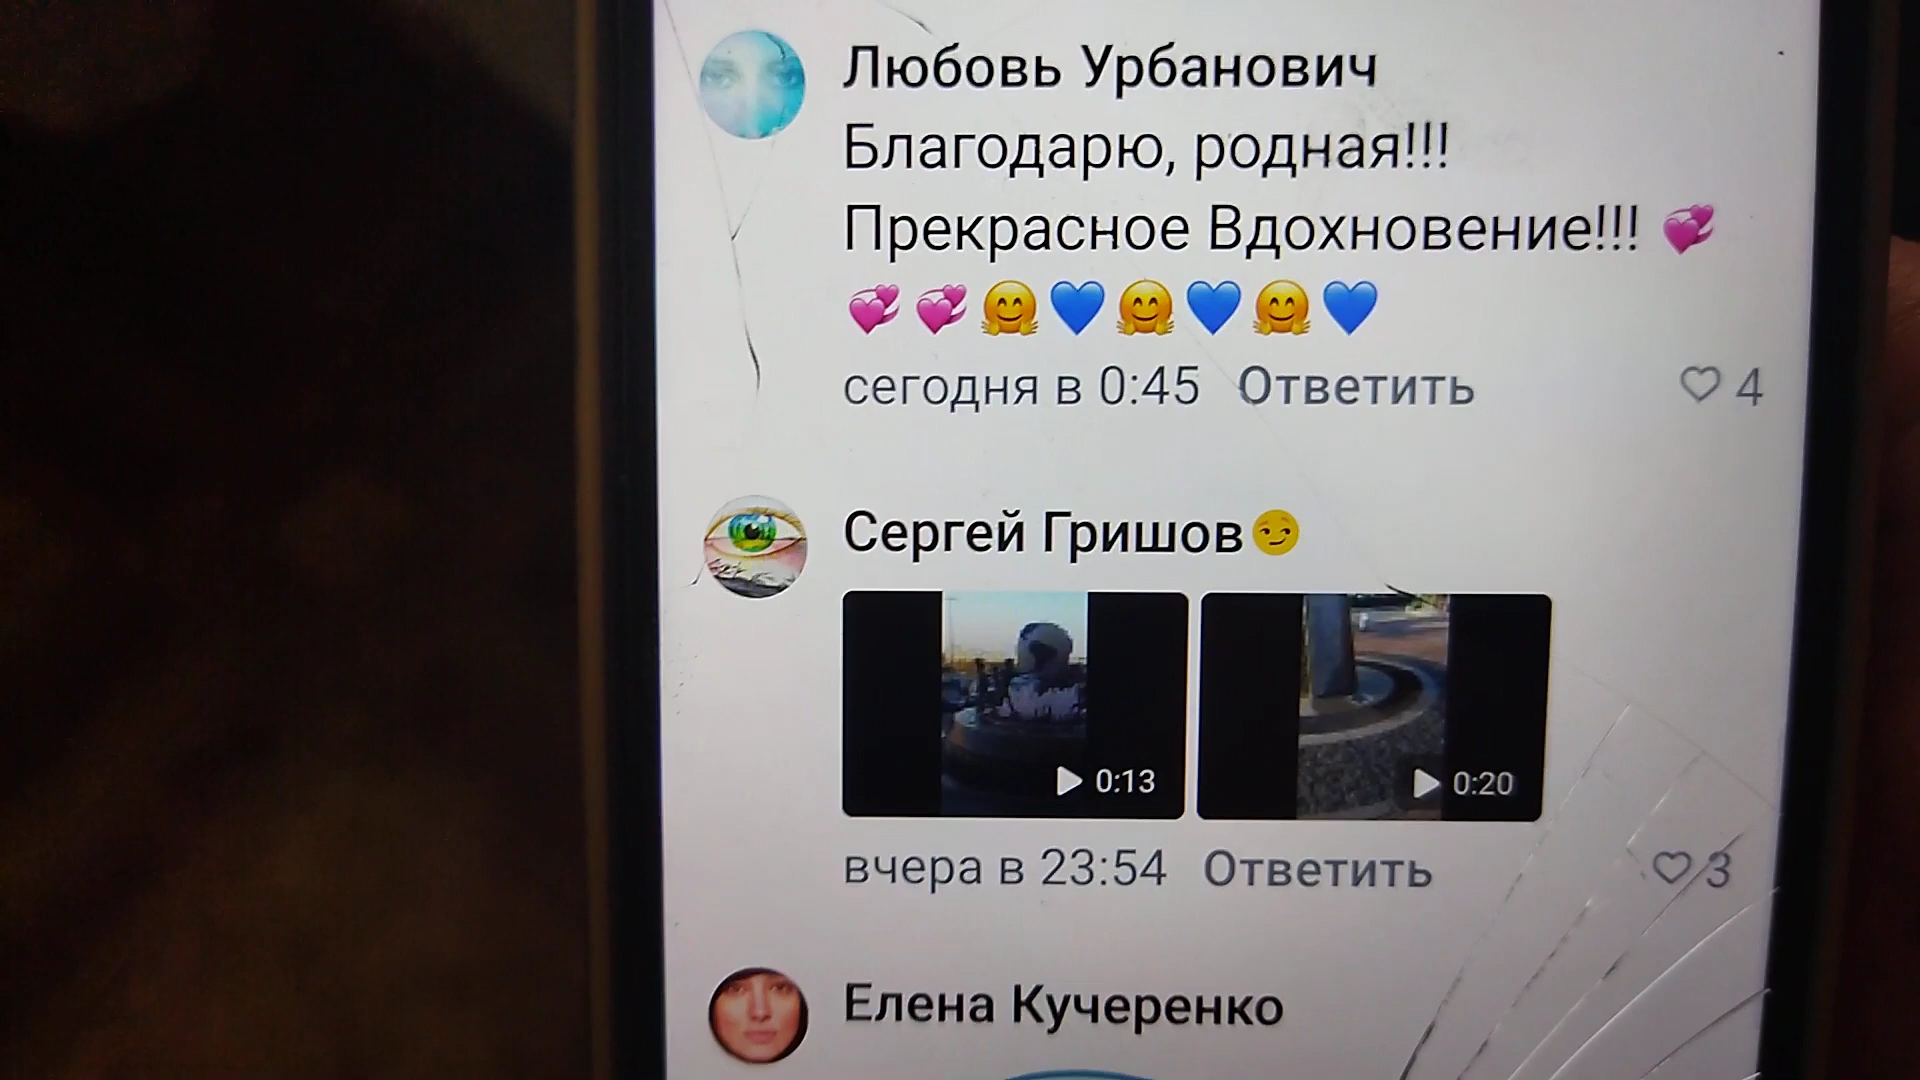 Любовь Урбанович
Благодарю, родная!!!
Прекрасное Вдохновение!!! 💞
💞 💞 🤗 💙 🤗 💙 🤗 💙
сегодня в 0:45 Ответить 4
Сергей Гришов😏
0:13 0:20
вчера в 23:54 Ответить 3
Елена Кучеренко